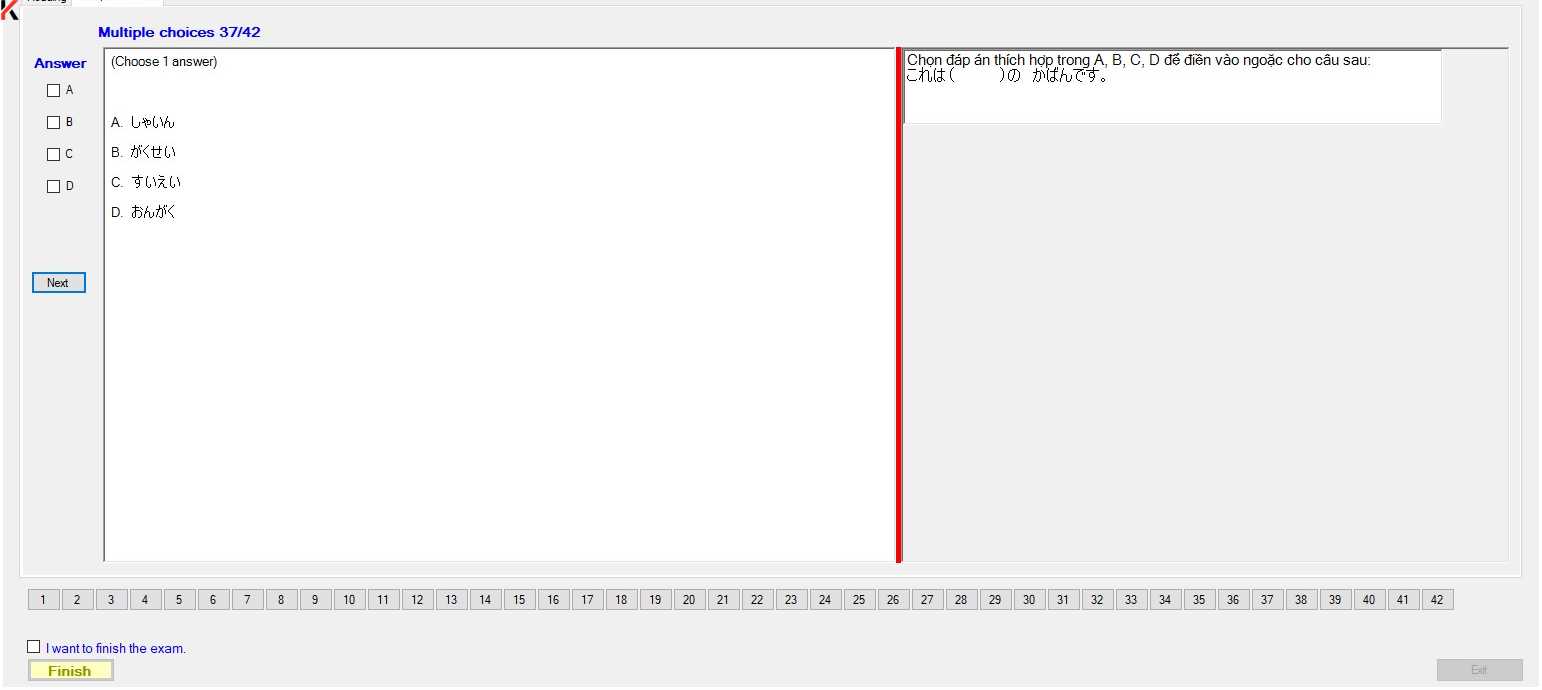 Multiple choices 37/42
Answer
A
B
C
D
Next
(Choose 1 answer)
A. しゃいん
B. がくせい
C. すいえい
D. おんがく
Chọn đáp án thích hợp trong A, B, C, D để điền vào ngoặc cho câu sau:
これは( )の かばんです。
1 2 3 4 5 6 7 8 9 10 11 12 13 14 15 16 17 18 19 20 21 22 23 24 25 26 27 28 29 30 31 32 33 34 35 36 37 38 39 40 41 42
I want to finish the exam.
Finish
Exit